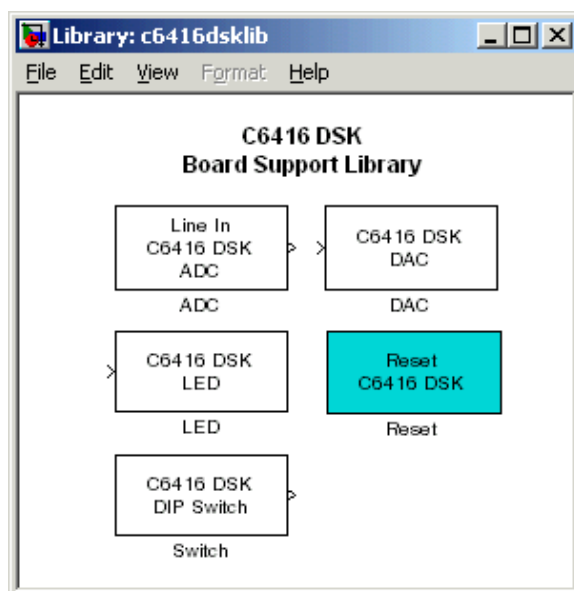 Library: c6416dsklib
File Edit View Format Help
C6416 DSK
Board Support Library
Line In
C6416 DSK
ADC
ADC
C6416 DSK
DAC
DAC
C6416 DSK
LED
LED
Reset
C6416 DSK
Reset
C6416 DSK
DIP Switch
Switch